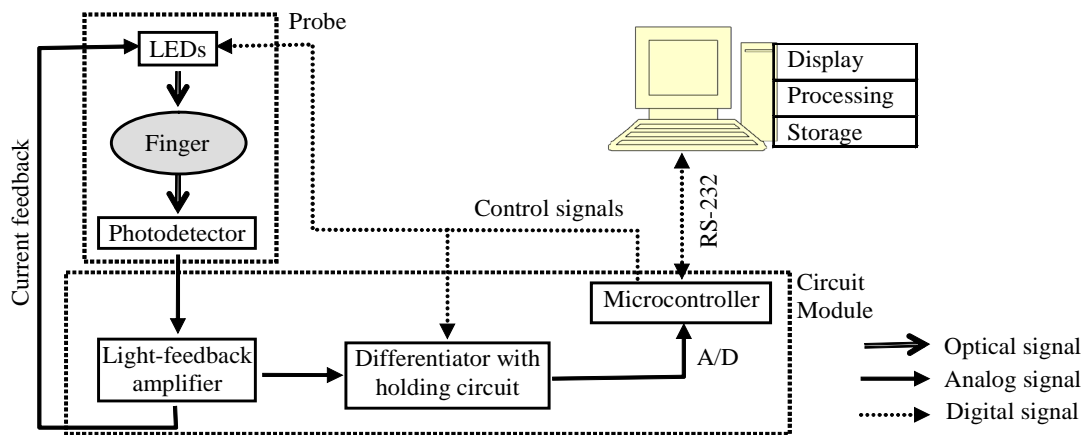 Probe
LEDs
Finger
Photodetector
Current feedback
Light-feedback
amplifier
Differentiator with
holding circuit
Control signals
A/D
Microcontroller
Circuit
Module
RS-232
Display
Processing
Storage
Optical signal
Analog signal
Digital signal